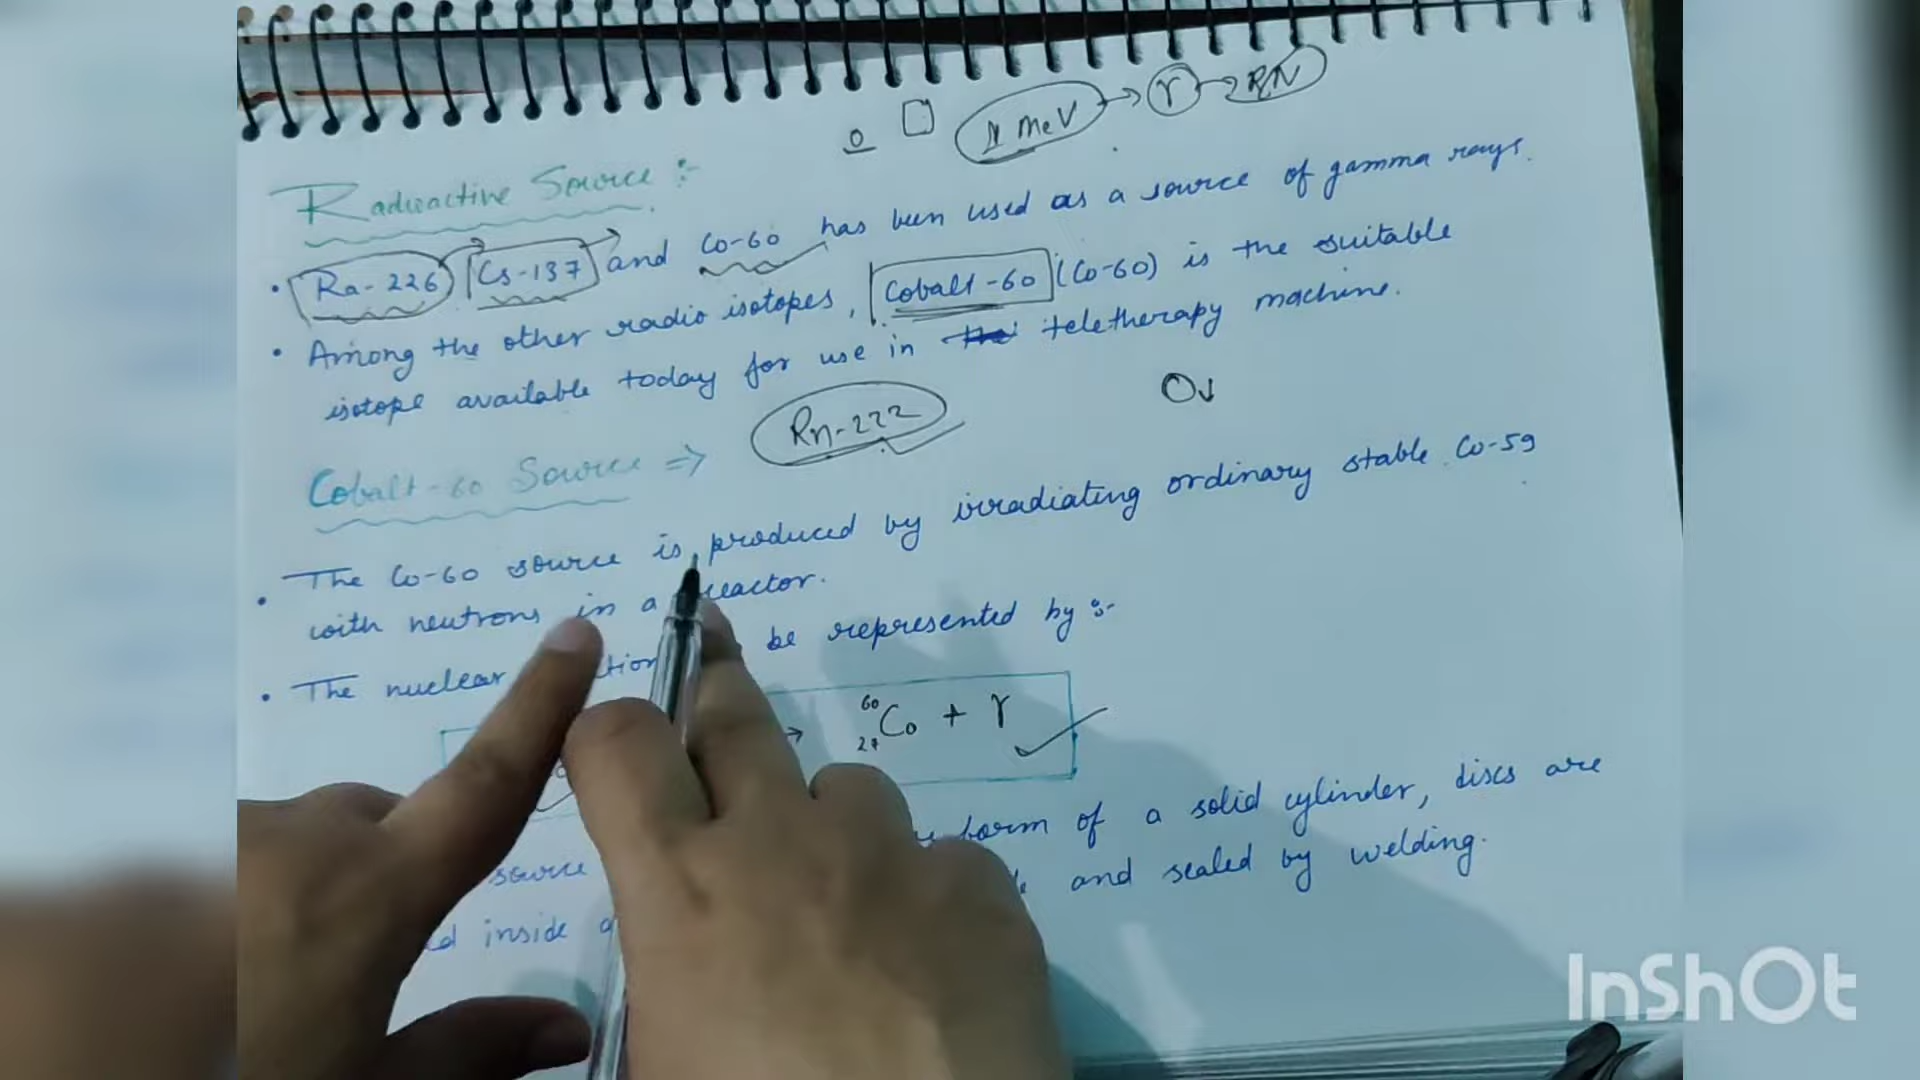 1 MeV → γ → RN
Radioactive Source :-
• Ra-226 Cs-137 and Co-60 has been used as a source of gamma rays.
• Among the other radio isotopes, Cobalt-60 (Co-60) is the suitable
isotope available today for use in teletherapy machine.
Rn-222
Cobalt-60 Source ⇒
• The Co-60 source is produced by irradiating ordinary stable Co-59
with neutrons in a reactor.
• The nuclear be represented by :-
→ 60 27 Co + γ
source form of a solid cylinder, discs are
inside and sealed by welding.
InShOt